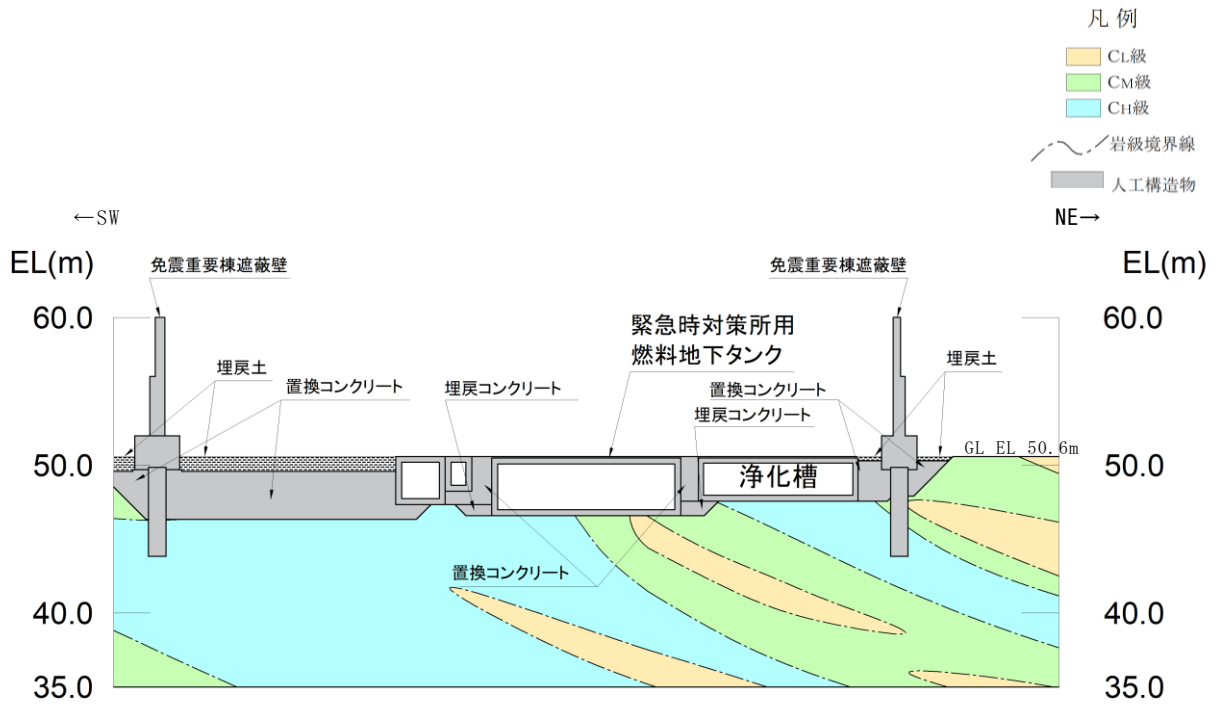 凡 例
CL級
CM級
CH級
岩級境界線
人工構造物
←SW
NE→
EL(m)
EL(m)
免震重要棟遮蔽壁
免震重要棟遮蔽壁
60.0
60.0
緊急時対策所用
燃料地下タンク
埋戻土
置換コンクリート
埋戻コンクリート
置換コンクリート
埋戻土
埋戻コンクリート
GL EL 50.6m
50.0
50.0
浄化槽
置換コンクリート
40.0
40.0
35.0
35.0